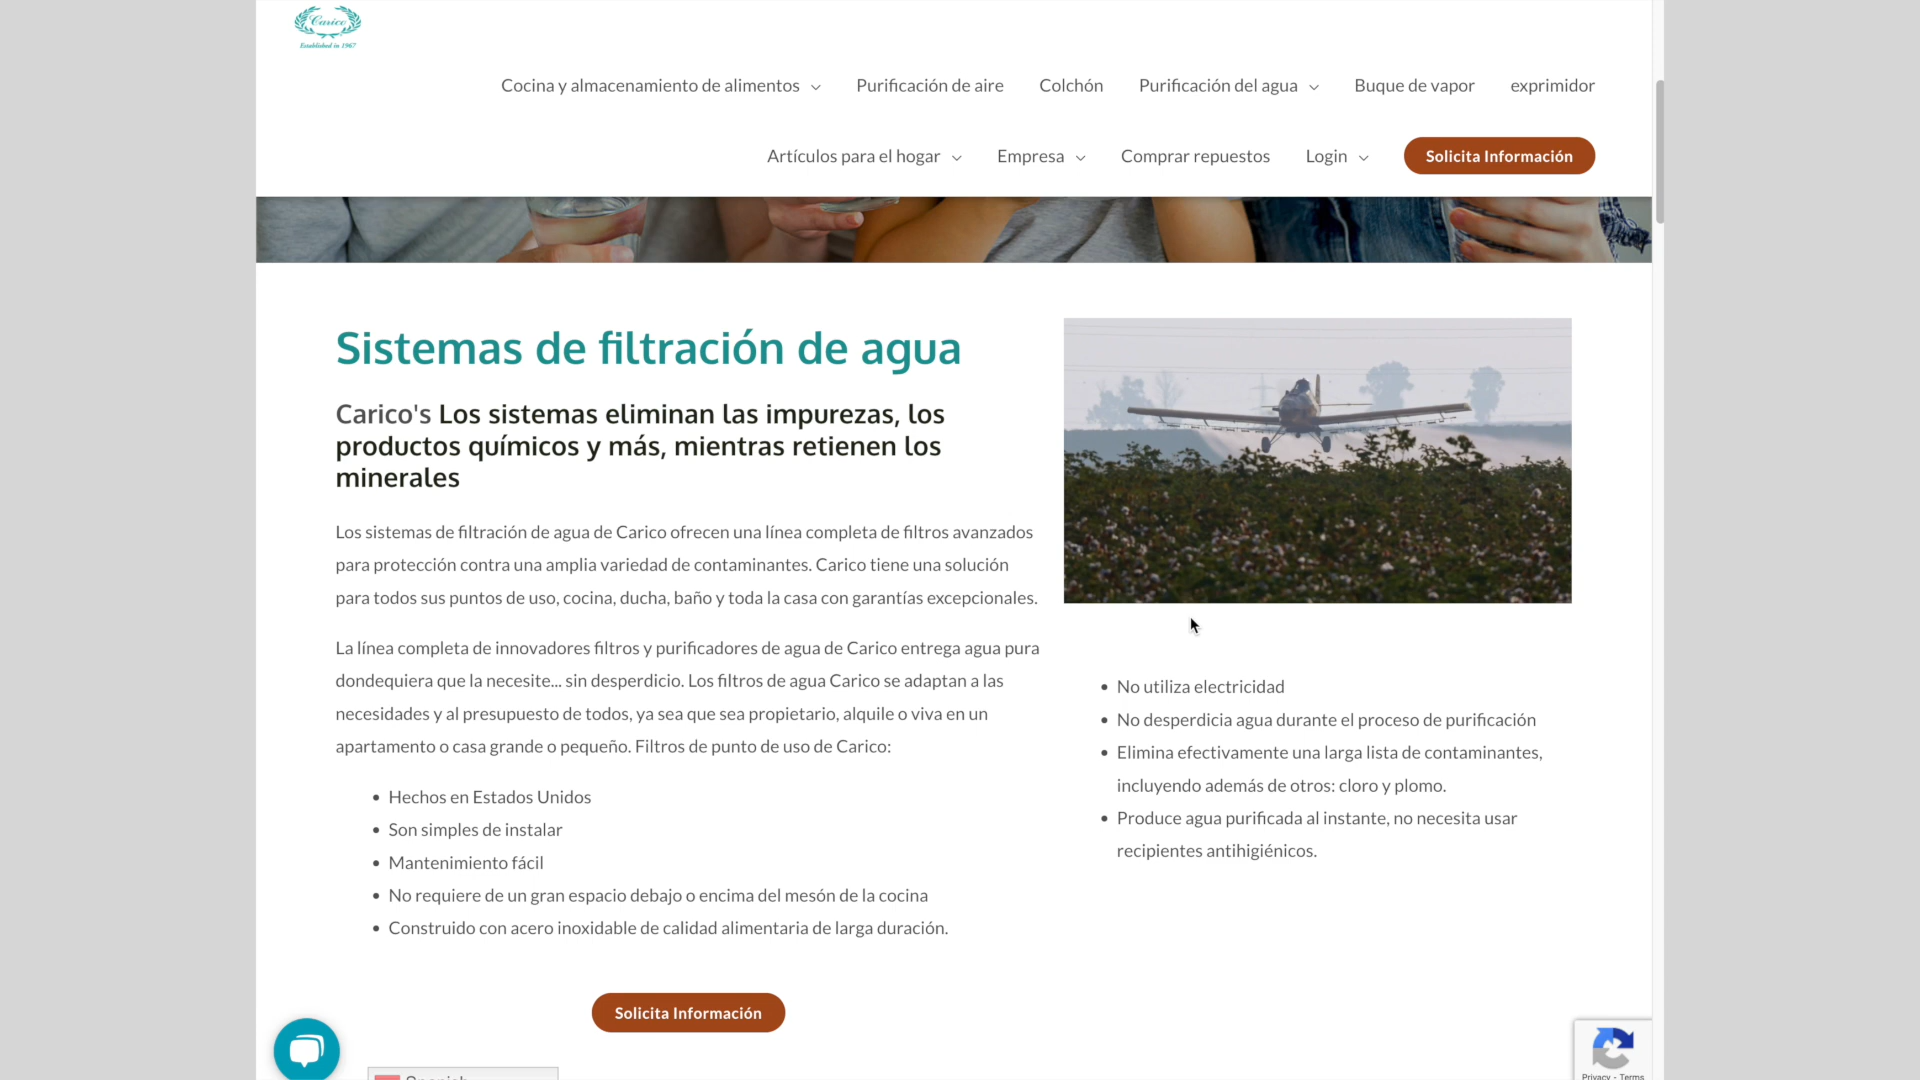 Carico
Established in 1967
Cocina y almacenamiento de alimentos
Purificación de aire
Colchón
Purificación del agua
Buque de vapor
exprimidor
Artículos para el hogar
Empresa
Comprar repuestos
Login
Solicita Información
Sistemas de filtración de agua
Carico's Los sistemas eliminan las impurezas, los
productos químicos y más, mientras retienen los
minerales
Los sistemas de filtración de agua de Carico ofrecen una línea completa de filtros avanzados
para protección contra una amplia variedad de contaminantes. Carico tiene una solución
para todos sus puntos de uso, cocina, ducha, baño y toda la casa con garantías excepcionales.
La línea completa de innovadores filtros y purificadores de agua de Carico entrega agua pura
dondequiera que la necesite... sin desperdicio. Los filtros de agua Carico se adaptan a las
necesidades y al presupuesto de todos, ya sea que sea propietario, alquile o viva en un
apartamento o casa grande o pequeño. Filtros de punto de uso de Carico:
• Hechos en Estados Unidos
• Son simples de instalar
• Mantenimiento fácil
• No requiere de un gran espacio debajo o encima del mesón de la cocina
• Construido con acero inoxidable de calidad alimentaria de larga duración.
Solicita Información
• No utiliza electricidad
• No desperdicia agua durante el proceso de purificación
• Elimina efectivamente una larga lista de contaminantes,
incluyendo además de otros: cloro y plomo.
• Produce agua purificada al instante, no necesita usar
recipientes antihigiénicos.
Spanish
Privacy - Terms